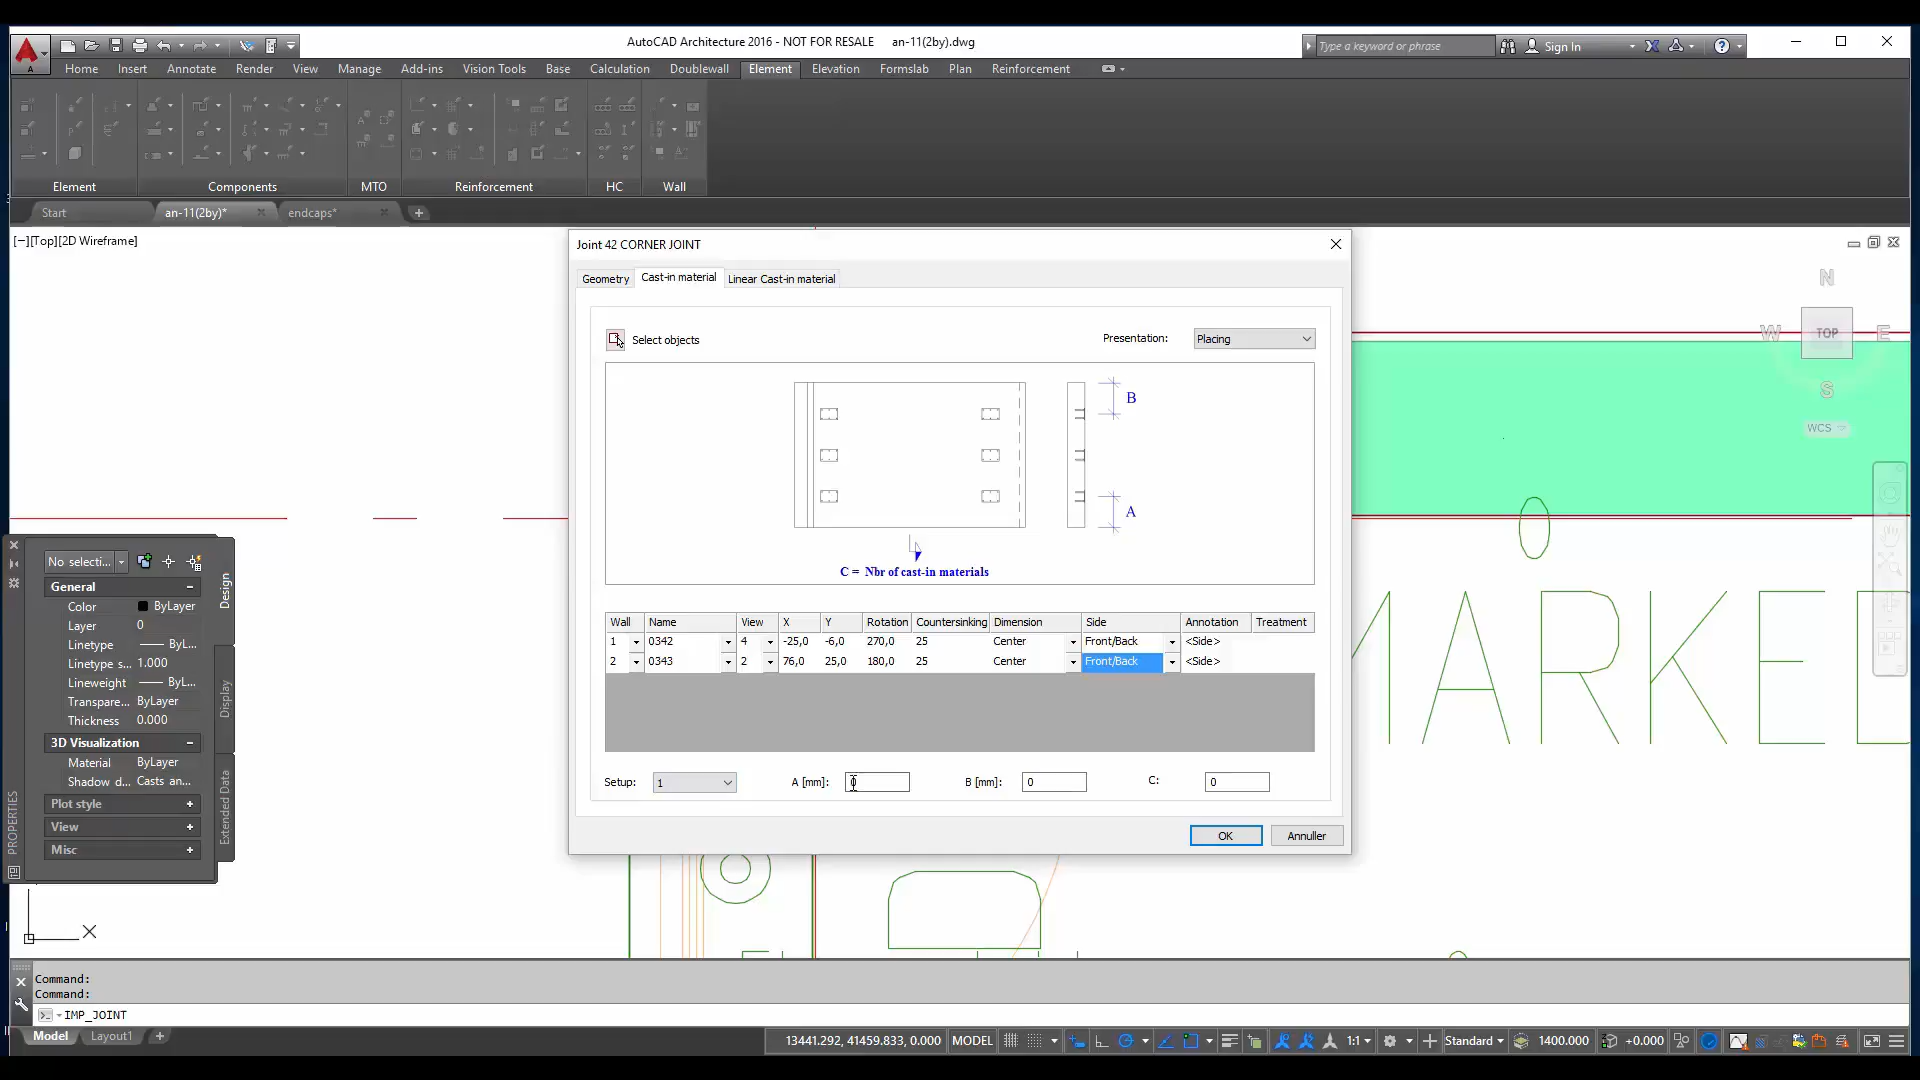 AutoCAD Architecture 2016 - NOT FOR RESALE an-11(2by).dwg
Type a keyword or phrase
Sign In
Home Insert Annotate Render View Manage Add-ins Vision Tools Base Calculation Doublewall Element Elevation Formslab Plan Reinforcement
Element Components MTO Reinforcement HC Wall
Start an-11(2by)* endcaps*
[−][Top][2D Wireframe]
Joint 42 CORNER JOINT
Geometry Cast-in material Linear Cast-in material
Select objects
Presentation: Placing
B
A
C = Nbr of cast-in materials
Wall Name View X Y Rotation Countersinking Dimension Side Annotation Treatment
1 0342 4 -25,0 -6,0 270,0 25 Center Front/Back <Side>
2 0343 2 76,0 25,0 180,0 25 Center Front/Back <Side>
Setup: 1 A [mm]: 0 B [mm]: 0 C: 0
OK Annuller
N
W TOP E
S
WCS
MARKE
No selecti...
General
Color ByLayer
Layer 0
Linetype ByL...
Linetype s... 1.000
Lineweight ByL...
Transpare... ByLayer
Thickness 0.000
3D Visualization
Material ByLayer
Shadow d... Casts an...
Plot style
View
Misc
Design
Display
Extended Data
PROPERTIES
X
Command:
Command:
IMP_JOINT
Model Layout1
13441.292, 41459.833, 0.000 MODEL 1:1 Standard 1400.000 +0.000